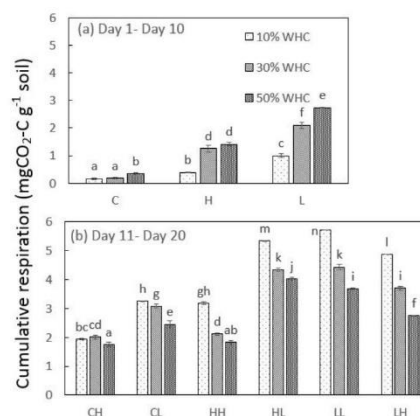 Cumulative respiration (mgCO₂-C g⁻¹ soil)
6
5
4
3
2
1
0
(a) Day 1- Day 10
10% WHC
30% WHC
50% WHC
a a b
b d d
c f e
C H L
6
5
4
3
2
1
0
(b) Day 11- Day 20
bc cd a
h g e
gh d ab
m k j
n k i
l i f
CH CL HH HL LL LH